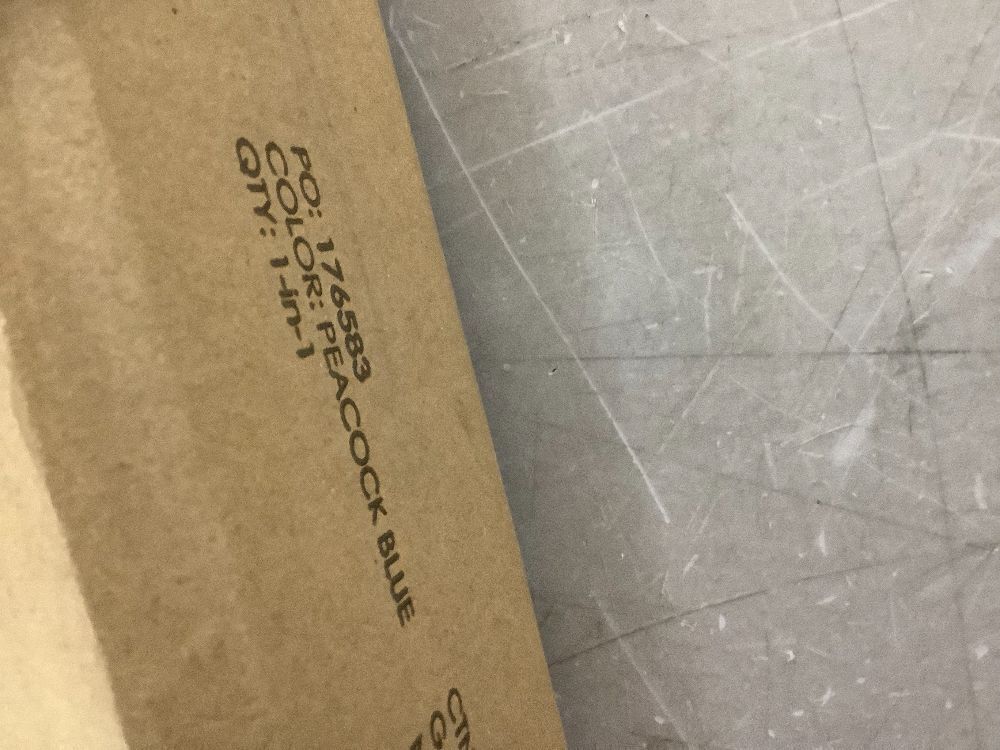 PO: 176583
COLOR: PEACOCK BLUE
QTY: 1-in-1